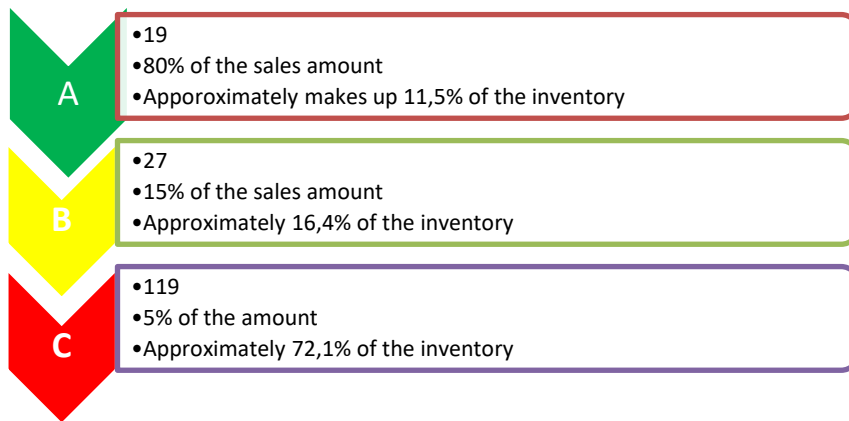 A
•19
•80% of the sales amount
•Apporoximately makes up 11,5% of the inventory
B
•27
•15% of the sales amount
•Approximately 16,4% of the inventory
C
•119
•5% of the amount
•Approximately 72,1% of the inventory